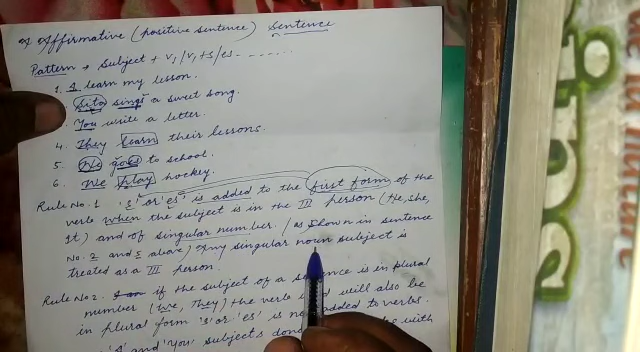 Affirmative (positive sentence) Sentence
Pattern → Subject + V1/V1+s/es- - - - - - -
1. I learn my lesson.
Sita sings a sweet song.
You write a letter.
4. They learn their lessons.
5. He goes to school.
6. We play hockey.
Rule No. 1 's' or 'es' is added to the first form of the
verb when the subject is in the III person (He, she,
It) and of singular number. (as shown in sentence
No. 2 and 5 above) Any singular noun subject is
treated as a III person.
Rule No 2. if the subject of a sentence is in plural
number (we, They) the verb will also be
in plural form 's' or 'es' is not added to verbs.
'I' and 'You' subjects with